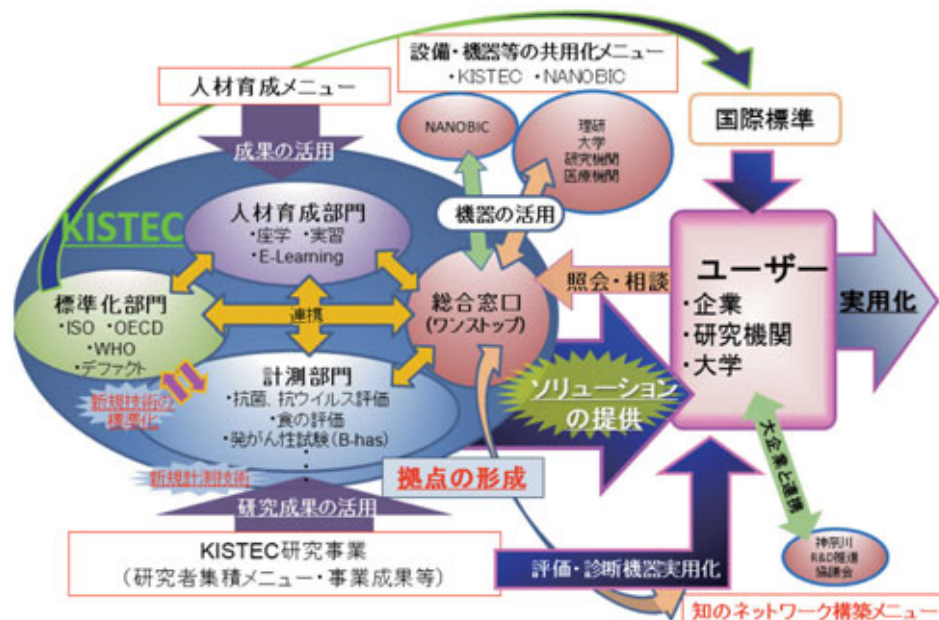 設備・機器等の共用化メニュー
・KISTEC ・NANOBIC
人材育成メニュー
成果の活用
NANOBIC
理研
大学
研究機関
医療機関
国際標準
KISTEC
人材育成部門
・座学 ・実習
・E-Learning
機器の活用
標準化部門
・ISO ・OECD
・WHO
・デファクト
連携
総合窓口
(ワンストップ)
照会・相談
ユーザー
・企業
・研究機関
・大学
実用化
新規技術の
標準化
計測部門
・抗菌、抗ウイルス評価
・食の評価
・発がん性試験(B-has)
ソリューション
の提供
新規計測技術
拠点の形成
研究成果の活用
大企業と連携
KISTEC研究事業
(研究者集積メニュー・事業成果等)
評価・診断機器実用化
神奈川
R&D推進
協議会
知のネットワーク構築メニュー